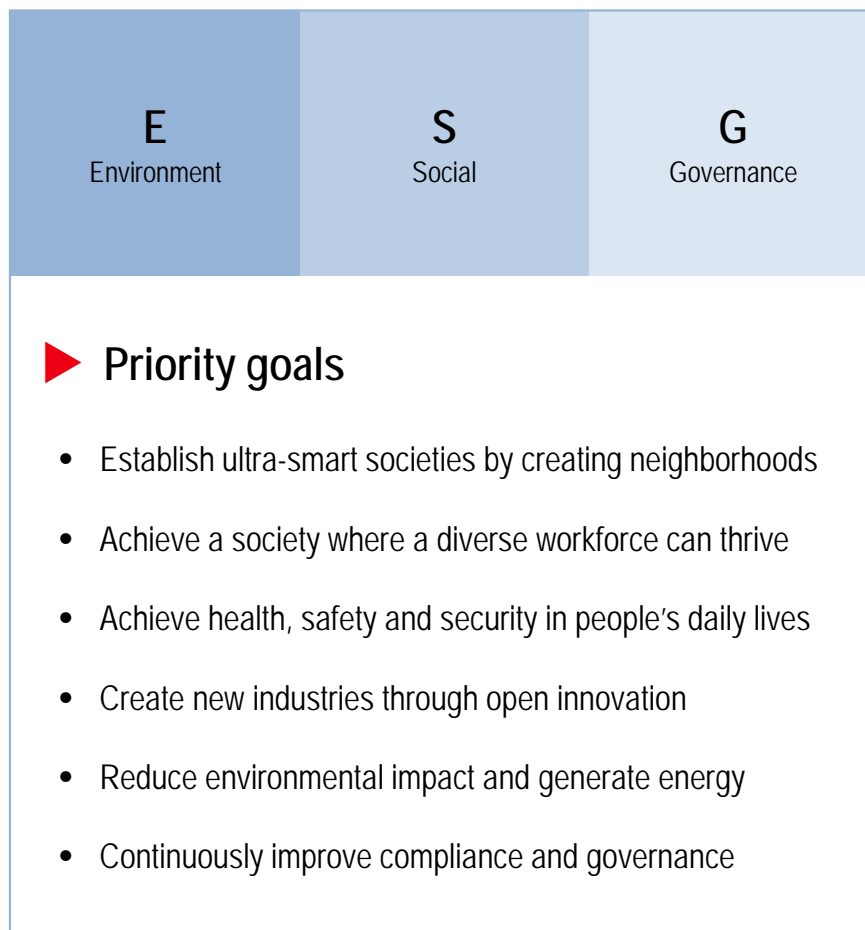 E
Environment
S
Social
G
Governance
Priority goals
• Establish ultra-smart societies by creating neighborhoods
• Achieve a society where a diverse workforce can thrive
• Achieve health, safety and security in people’s daily lives
• Create new industries through open innovation
• Reduce environmental impact and generate energy
• Continuously improve compliance and governance